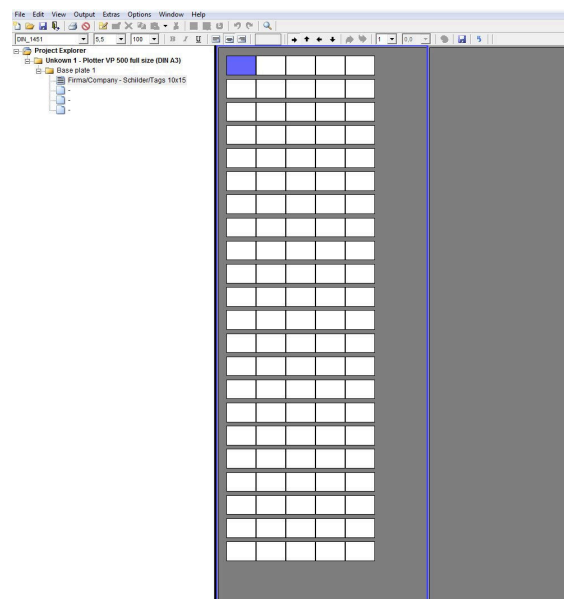 File Edit View Output Extras Options Window Help
DIN_1451 5,5 100 B I U 1 0,0 5
Project Explorer
Unkown 1 - Plotter VP 500 full size (DIN A3)
Base plate 1
Firma/Company - Schilder/Tags 10x15
-
-
-